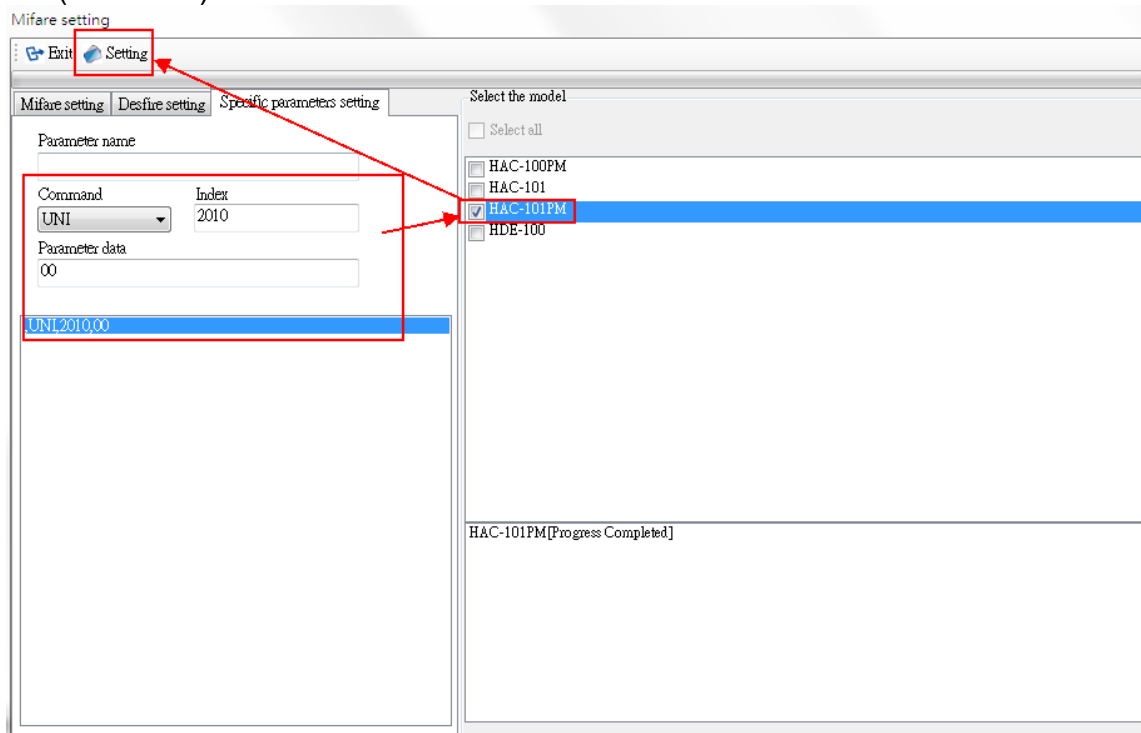 Mifare setting
Exit Setting
Mifare setting Desfire setting Specific parameters setting
Parameter name
Command Index
UNI 2010
Parameter data
00
UNI,2010,00
Select the model
Select all
HAC-100PM
HAC-101
HAC-101PM
HDE-100
HAC-101PM[Progress Completed]